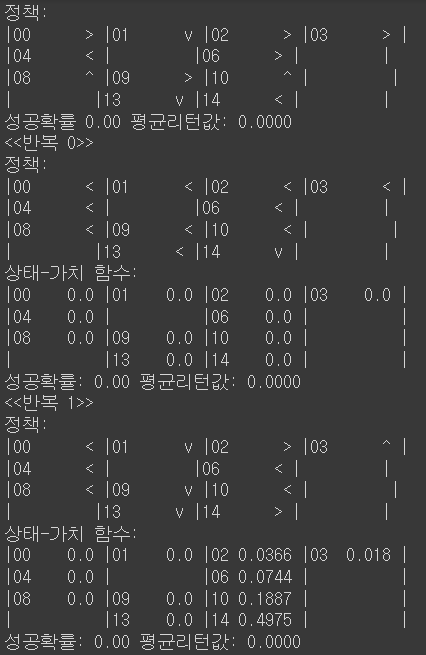 정책:
|00      > |01      v |02      > |03      > |
|04      < |          |06      > |          |
|08      ^ |09      > |10      ^ |          |
|          |13      v |14      < |          |
성공확률 0.00 평균리턴값: 0.0000
<<반복 0>>
정책:
|00      < |01      < |02      < |03      < |
|04      < |          |06      < |          |
|08      < |09      < |10      < |          |
|          |13      < |14      v |          |
상태-가치 함수:
|00    0.0 |01    0.0 |02    0.0 |03    0.0 |
|04    0.0 |          |06    0.0 |          |
|08    0.0 |09    0.0 |10    0.0 |          |
|          |13    0.0 |14    0.0 |          |
성공확률: 0.00 평균리턴값: 0.0000
<<반복 1>>
정책:
|00      < |01      v |02      > |03      ^ |
|04      < |          |06      < |          |
|08      < |09      v |10      < |          |
|          |13      v |14      > |          |
상태-가치 함수:
|00    0.0 |01    0.0 |02 0.0366 |03  0.018 |
|04    0.0 |          |06 0.0744 |          |
|08    0.0 |09    0.0 |10 0.1887 |          |
|          |13    0.0 |14 0.4975 |          |
성공확률: 0.00 평균리턴값: 0.0000